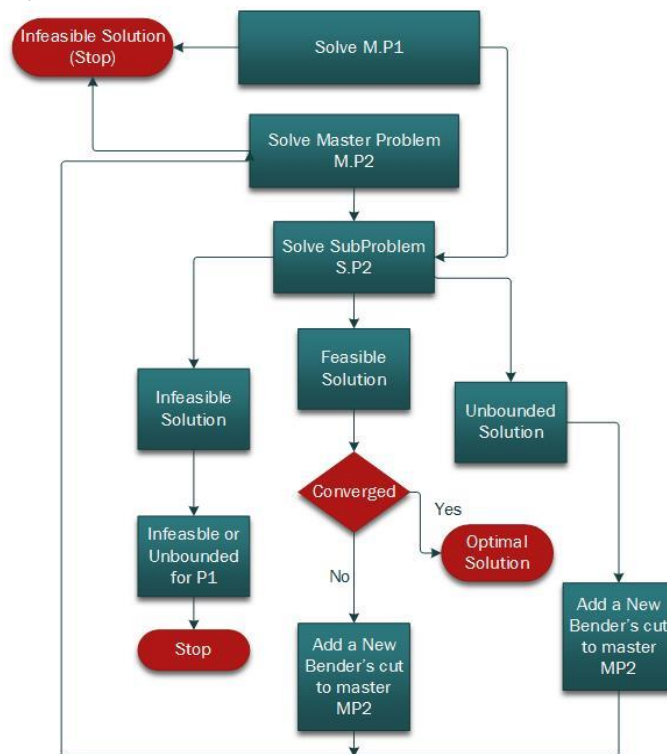 Infeasible Solution
(Stop)
Solve M.P1
Solve Master Problem
M.P2
Solve SubProblem
S.P2
Infeasible
Solution
Feasible
Solution
Unbounded
Solution
Converged
Yes
Optimal
Solution
No
Infeasble or
Unbounded
for P1
Stop
Add a New
Bender's cut
to master
MP2
Add a New
Bender's cut
to master
MP2